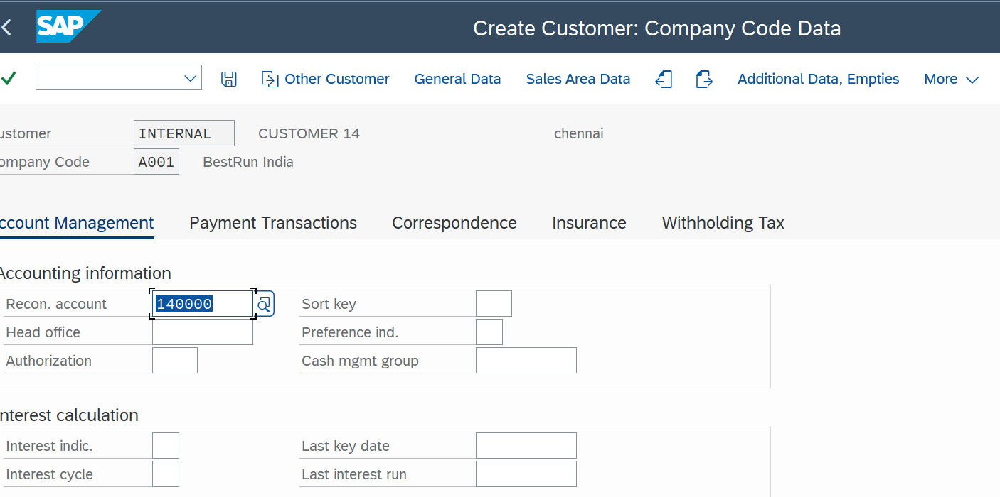 SAP Create Customer: Company Code Data
Other Customer General Data Sales Area Data Additional Data, Empties More
ustomer INTERNAL CUSTOMER 14 chennai
ompany Code A001 BestRun India
ccount Management Payment Transactions Correspondence Insurance Withholding Tax
Accounting information
Recon. account 140000 Sort key
Head office Preference ind.
Authorization Cash mgmt group
nterest calculation
Interest indic. Last key date
Interest cycle Last interest run